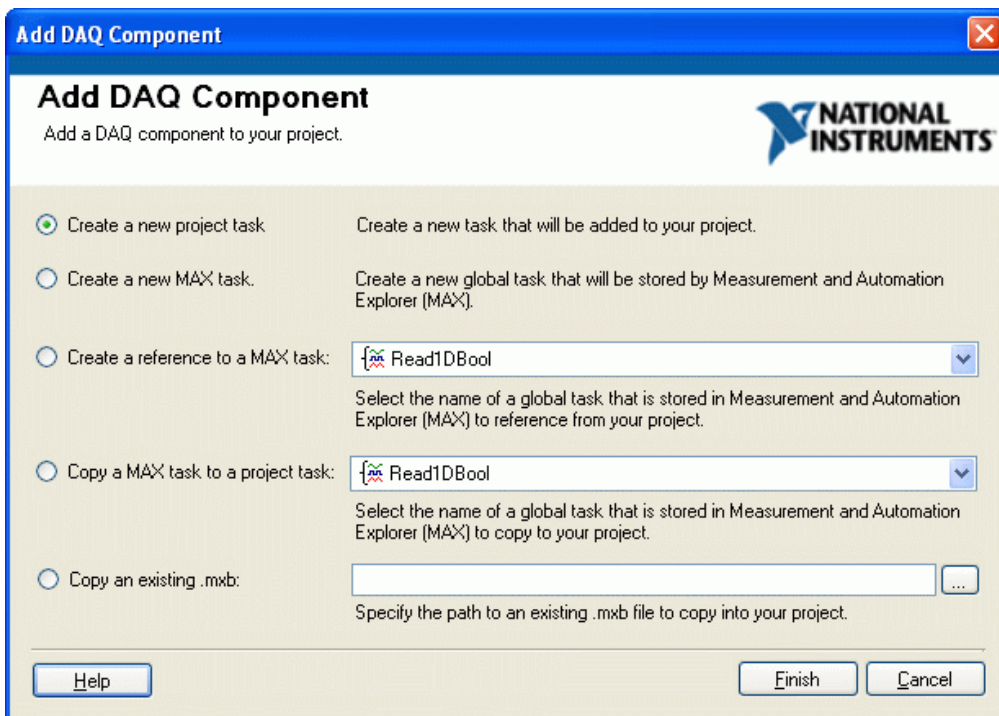 Add DAQ Component
Add DAQ Component
Add a DAQ component to your project.
NATIONAL
INSTRUMENTS
Create a new project task
Create a new task that will be added to your project.
Create a new MAX task.
Create a new global task that will be stored by Measurement and Automation
Explorer (MAX).
Create a reference to a MAX task:
Read1DBool
Select the name of a global task that is stored in Measurement and Automation
Explorer (MAX) to reference from your project.
Copy a MAX task to a project task:
Read1DBool
Select the name of a global task that is stored in Measurement and Automation
Explorer (MAX) to copy to your project.
Copy an existing .mxb:
...
Specify the path to an existing .mxb file to copy into your project.
Help
Finish
Cancel